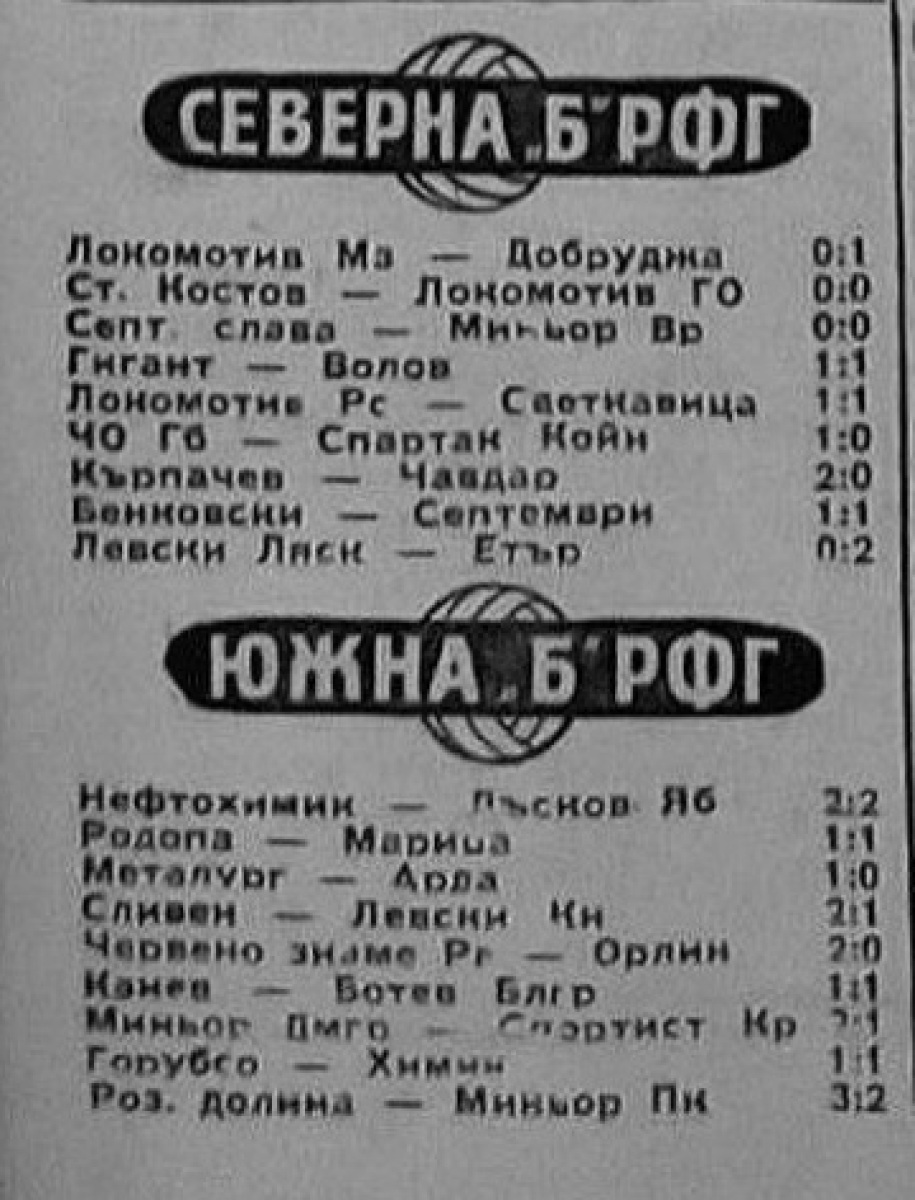 СЕВЕРНА „Б" РФГ
Локомотив Мз — Добруджа 0:1
Ст. Костов — Локомотив ГО 0:0
Септ. слава — Миньор Вр 0:0
Гигант — Волов 1:1
Локомотив Рс — Светкавица 1:1
ЧО Гб — Спартак Койн 1:0
Кърпачев — Чавдар 2:0
Бенковски — Септември 1:1
Левски Ляск — Етър 0:2
ЮЖНА „Б" РФГ
Нефтохимик — Яб 2:2
Родопа — Марица 1:1
Металург — Арда 1:0
Сливен — Левски Кн 2:1
Червено знаме — Орлин 2:0
Канев — Ботев Блгр 1:1
Миньор Дмгр — Спартист Кр
Горубсо — Химик 1:1
Роз. долина — Миньор Пк 3:2